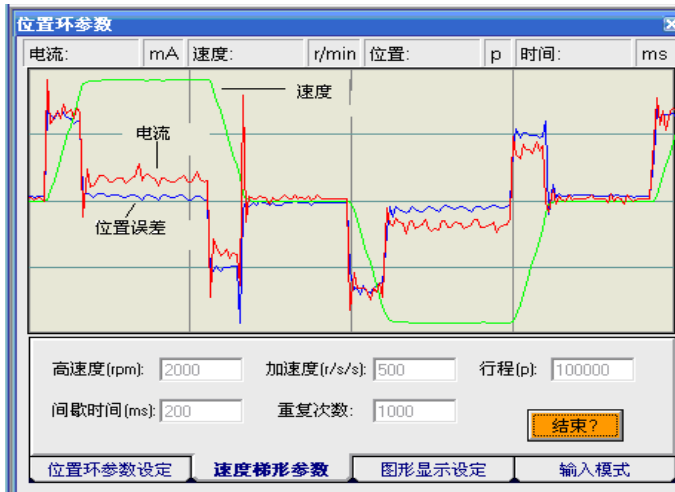 位置环参数
电流: mA 速度: r/min 位置: p 时间: ms
速度
电流
位置误差
高速度(rpm): 2000 加速度(r/s/s): 500 行程(p): 100000
间歇时间(ms): 200 重复次数: 1000 结束?
位置环参数设定 速度梯形参数 图形显示设定 输入模式